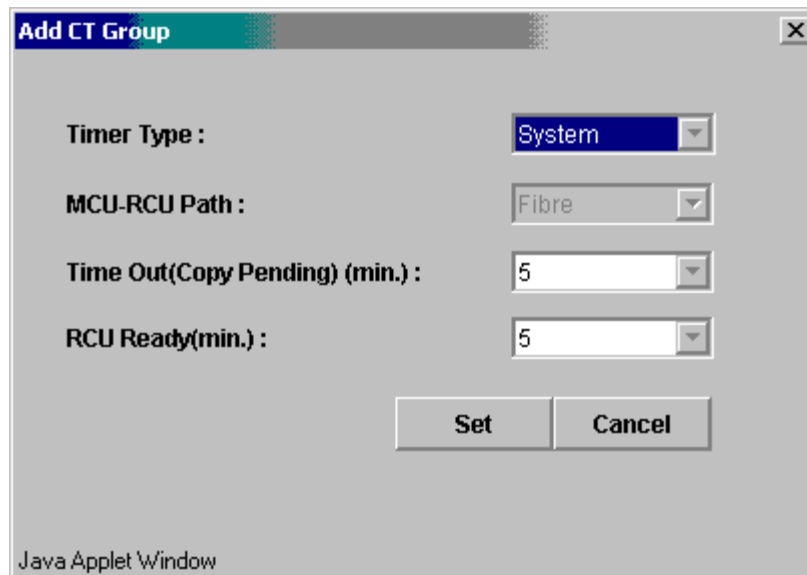 Add CT Group
Timer Type : System
MCU-RCU Path : Fibre
Time Out(Copy Pending) (min.) : 5
RCU Ready(min.) : 5
Set Cancel
Java Applet Window